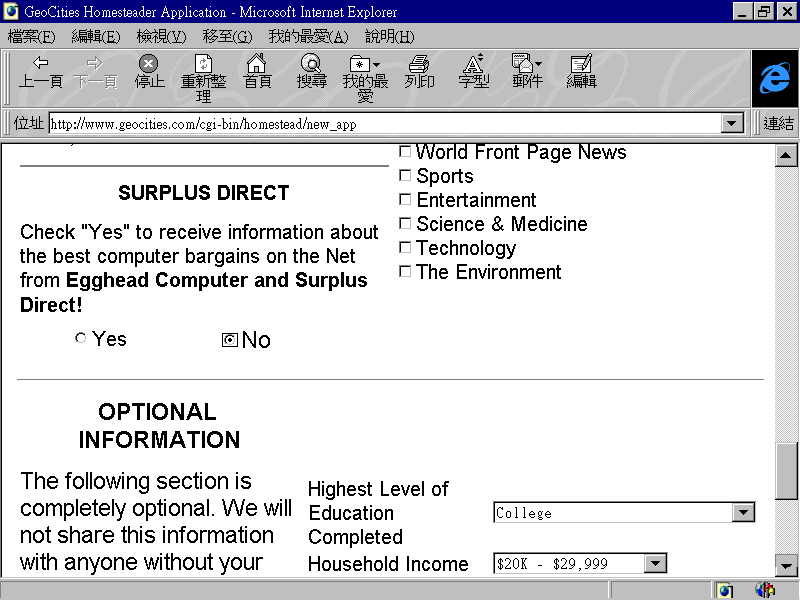 GeoCities Homesteader Application - Microsoft Internet Explorer
檔案(F) 編輯(E) 檢視(V) 移至(G) 我的最愛(A) 說明(H)
上一頁 下一頁 停止 重新整理 首頁 搜尋 我的最愛 列印 字型 郵件 編輯
位址 http://www.geocities.com/cgi-bin/homestead/new_app 連結
SURPLUS DIRECT
Check "Yes" to receive information about
the best computer bargains on the Net
from Egghead Computer and Surplus
Direct!
Yes No
World Front Page News
Sports
Entertainment
Science & Medicine
Technology
The Environment
OPTIONAL
INFORMATION
The following section is
completely optional. We will
not share this information
with anyone without your
Highest Level of
Education
Completed
College
Household Income
$20K - $29,999